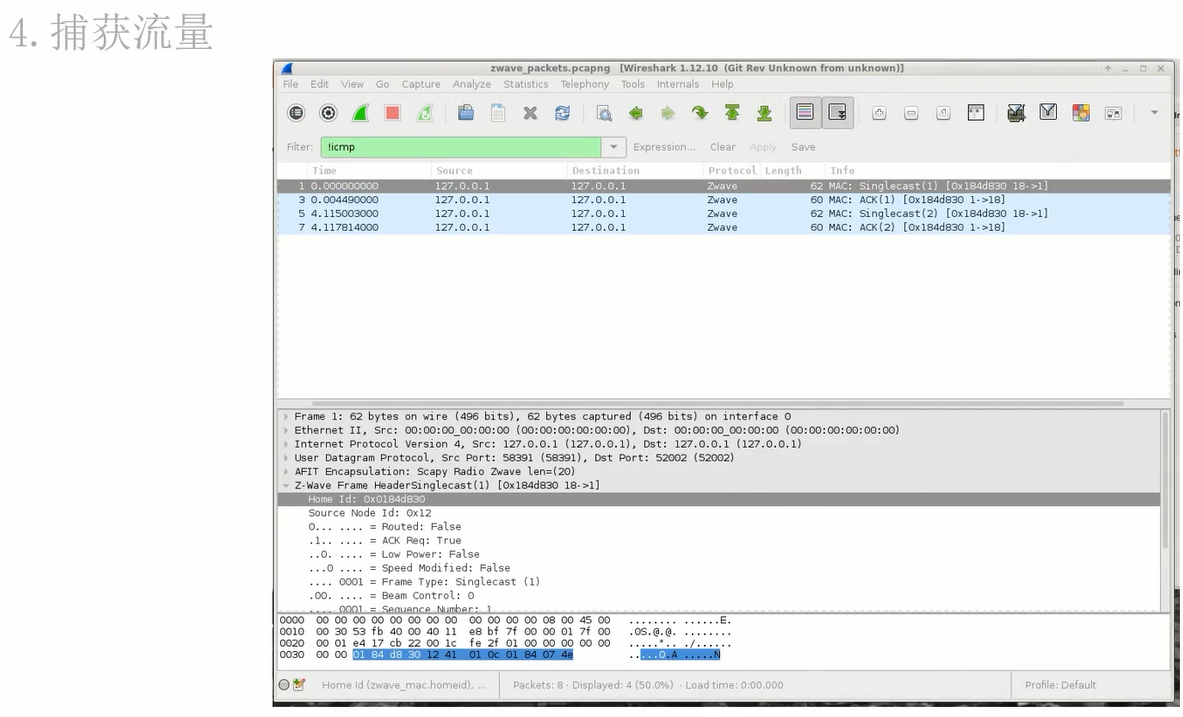 4. 捕获流量
zwave_packets.pcapng [Wireshark 1.12.10 (Git Rev Unknown from unknown)]
File Edit View Go Capture Analyze Statistics Telephony Tools Internals Help
Filter: !icmp Expression... Clear Apply Save
Time Source Destination Protocol Length Info
1 0.000000000 127.0.0.1 127.0.0.1 Zwave 62 MAC: Singlecast(1) [0x184d830 18->1]
3 0.004490000 127.0.0.1 127.0.0.1 Zwave 60 MAC: ACK(1) [0x184d830 1->18]
5 4.115003000 127.0.0.1 127.0.0.1 Zwave 62 MAC: Singlecast(2) [0x184d830 18->1]
7 4.117814000 127.0.0.1 127.0.0.1 Zwave 60 MAC: ACK(2) [0x184d830 1->18]
Frame 1: 62 bytes on wire (496 bits), 62 bytes captured (496 bits) on interface 0
Ethernet II, Src: 00:00:00_00:00:00 (00:00:00:00:00:00), Dst: 00:00:00_00:00:00 (00:00:00:00:00:00)
Internet Protocol Version 4, Src: 127.0.0.1 (127.0.0.1), Dst: 127.0.0.1 (127.0.0.1)
User Datagram Protocol, Src Port: 58391 (58391), Dst Port: 52002 (52002)
AFIT Encapsulation: Scapy Radio Zwave len=(20)
Z-Wave Frame HeaderSinglecast(1) [0x184d830 18->1]
Home Id: 0x0184d830
Source Node Id: 0x12
0... .... = Routed: False
.1.. .... = ACK Req: True
..0. .... = Low Power: False
...0 .... = Speed Modified: False
.... 0001 = Frame Type: Singlecast (1)
.00. .... = Beam Control: 0
.... 0001 = Sequence Number: 1
0000 00 00 00 00 00 00 00 00 00 00 00 00 08 00 45 00 ........ ......E.
0010 00 30 53 fb 40 00 40 11 e8 bf 7f 00 00 01 7f 00 .0S.@.@. ........
0020 00 01 e4 17 cb 22 00 1c fe 2f 01 00 00 00 00 00 .....".. ./......
0030 00 00 01 84 d8 30 12 41 01 0c 01 84 07 4e .....0.A .....N
Home Id (zwave_mac.homeid), ... Packets: 8 · Displayed: 4 (50.0%) · Load time: 0:00.000 Profile: Default